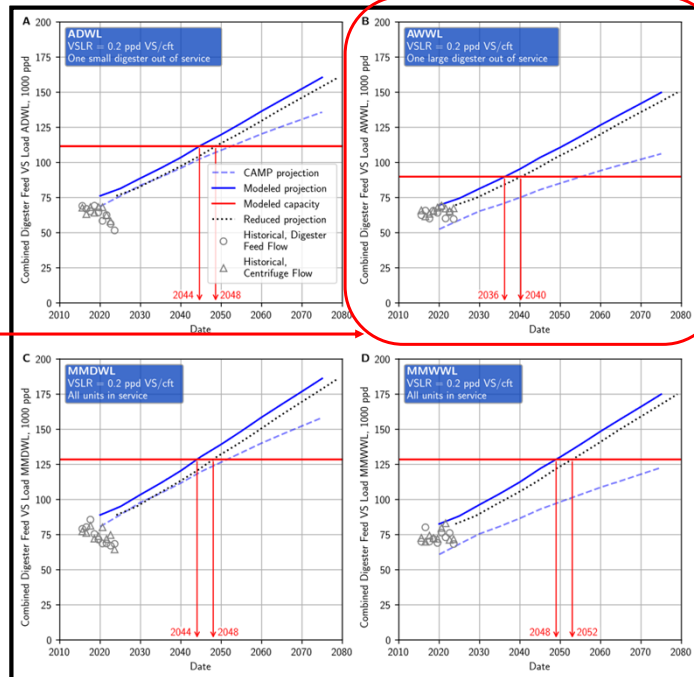 A
ADWL
VSLR = 0.2 ppd VS/cft
One small digester out of service
Combined Digester Feed VS Load ADWL, 1000 ppd
200
175
150
125
100
75
50
25
0
CAMP projection
Modeled projection
Modeled capacity
Reduced projection
Historical, Digester
Feed Flow
Historical,
Centrifuge Flow
2044
2048
2010
2020
2030
2040
2050
2060
2070
2080
Date
B
AWWL
VSLR = 0.2 ppd VS/cft
One large digester out of service
Combined Digester Feed VS Load AWWL, 1000 ppd
200
175
150
125
100
75
50
25
0
2036
2040
2010
2020
2030
2040
2050
2060
2070
2080
Date
C
MMDWL
VSLR = 0.2 ppd VS/cft
All units in service
Combined Digester Feed VS Load MMDWL, 1000 ppd
200
175
150
125
100
75
50
25
0
2044
2048
2010
2020
2030
2040
2050
2060
2070
2080
Date
D
MMWWL
VSLR = 0.2 ppd VS/cft
All units in service
Combined Digester Feed VS Load MMWWL, 1000 ppd
200
175
150
125
100
75
50
25
0
2048
2052
2010
2020
2030
2040
2050
2060
2070
2080
Date